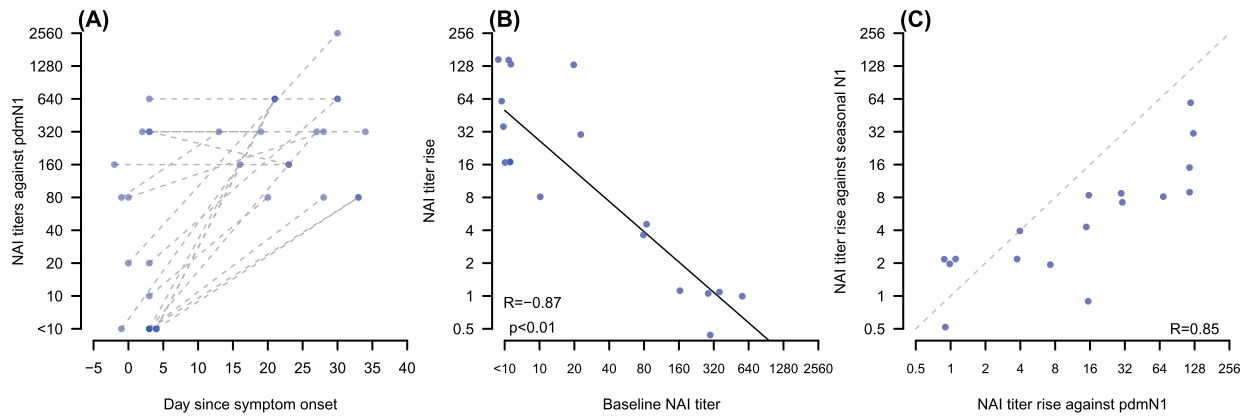 (A)
NAI titers against pdmN1
2560
1280
640
320
160
80
40
20
10
<10
−5 0 5 10 15 20 25 30 35 40
Day since symptom onset
(B)
NAI titer rise
256
128
64
32
16
8
4
2
1
0.5
R=−0.87
p<0.01
<10 10 20 40 80 160 320 640 1280 2560
Baseline NAI titer
(C)
NAI titer rise against seasonal N1
256
128
64
32
16
8
4
2
1
0.5
R=0.85
0.5 1 2 4 8 16 32 64 128 256
NAI titer rise against pdmN1